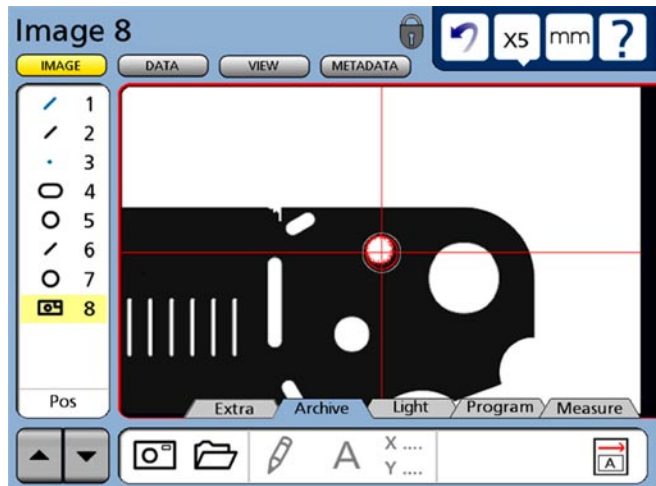 Image 8
X5 mm ?
IMAGE DATA VIEW METADATA
1
2
3
4
5
6
7
8
Pos
Extra Archive Light Program Measure
A X ....
Y ....
A